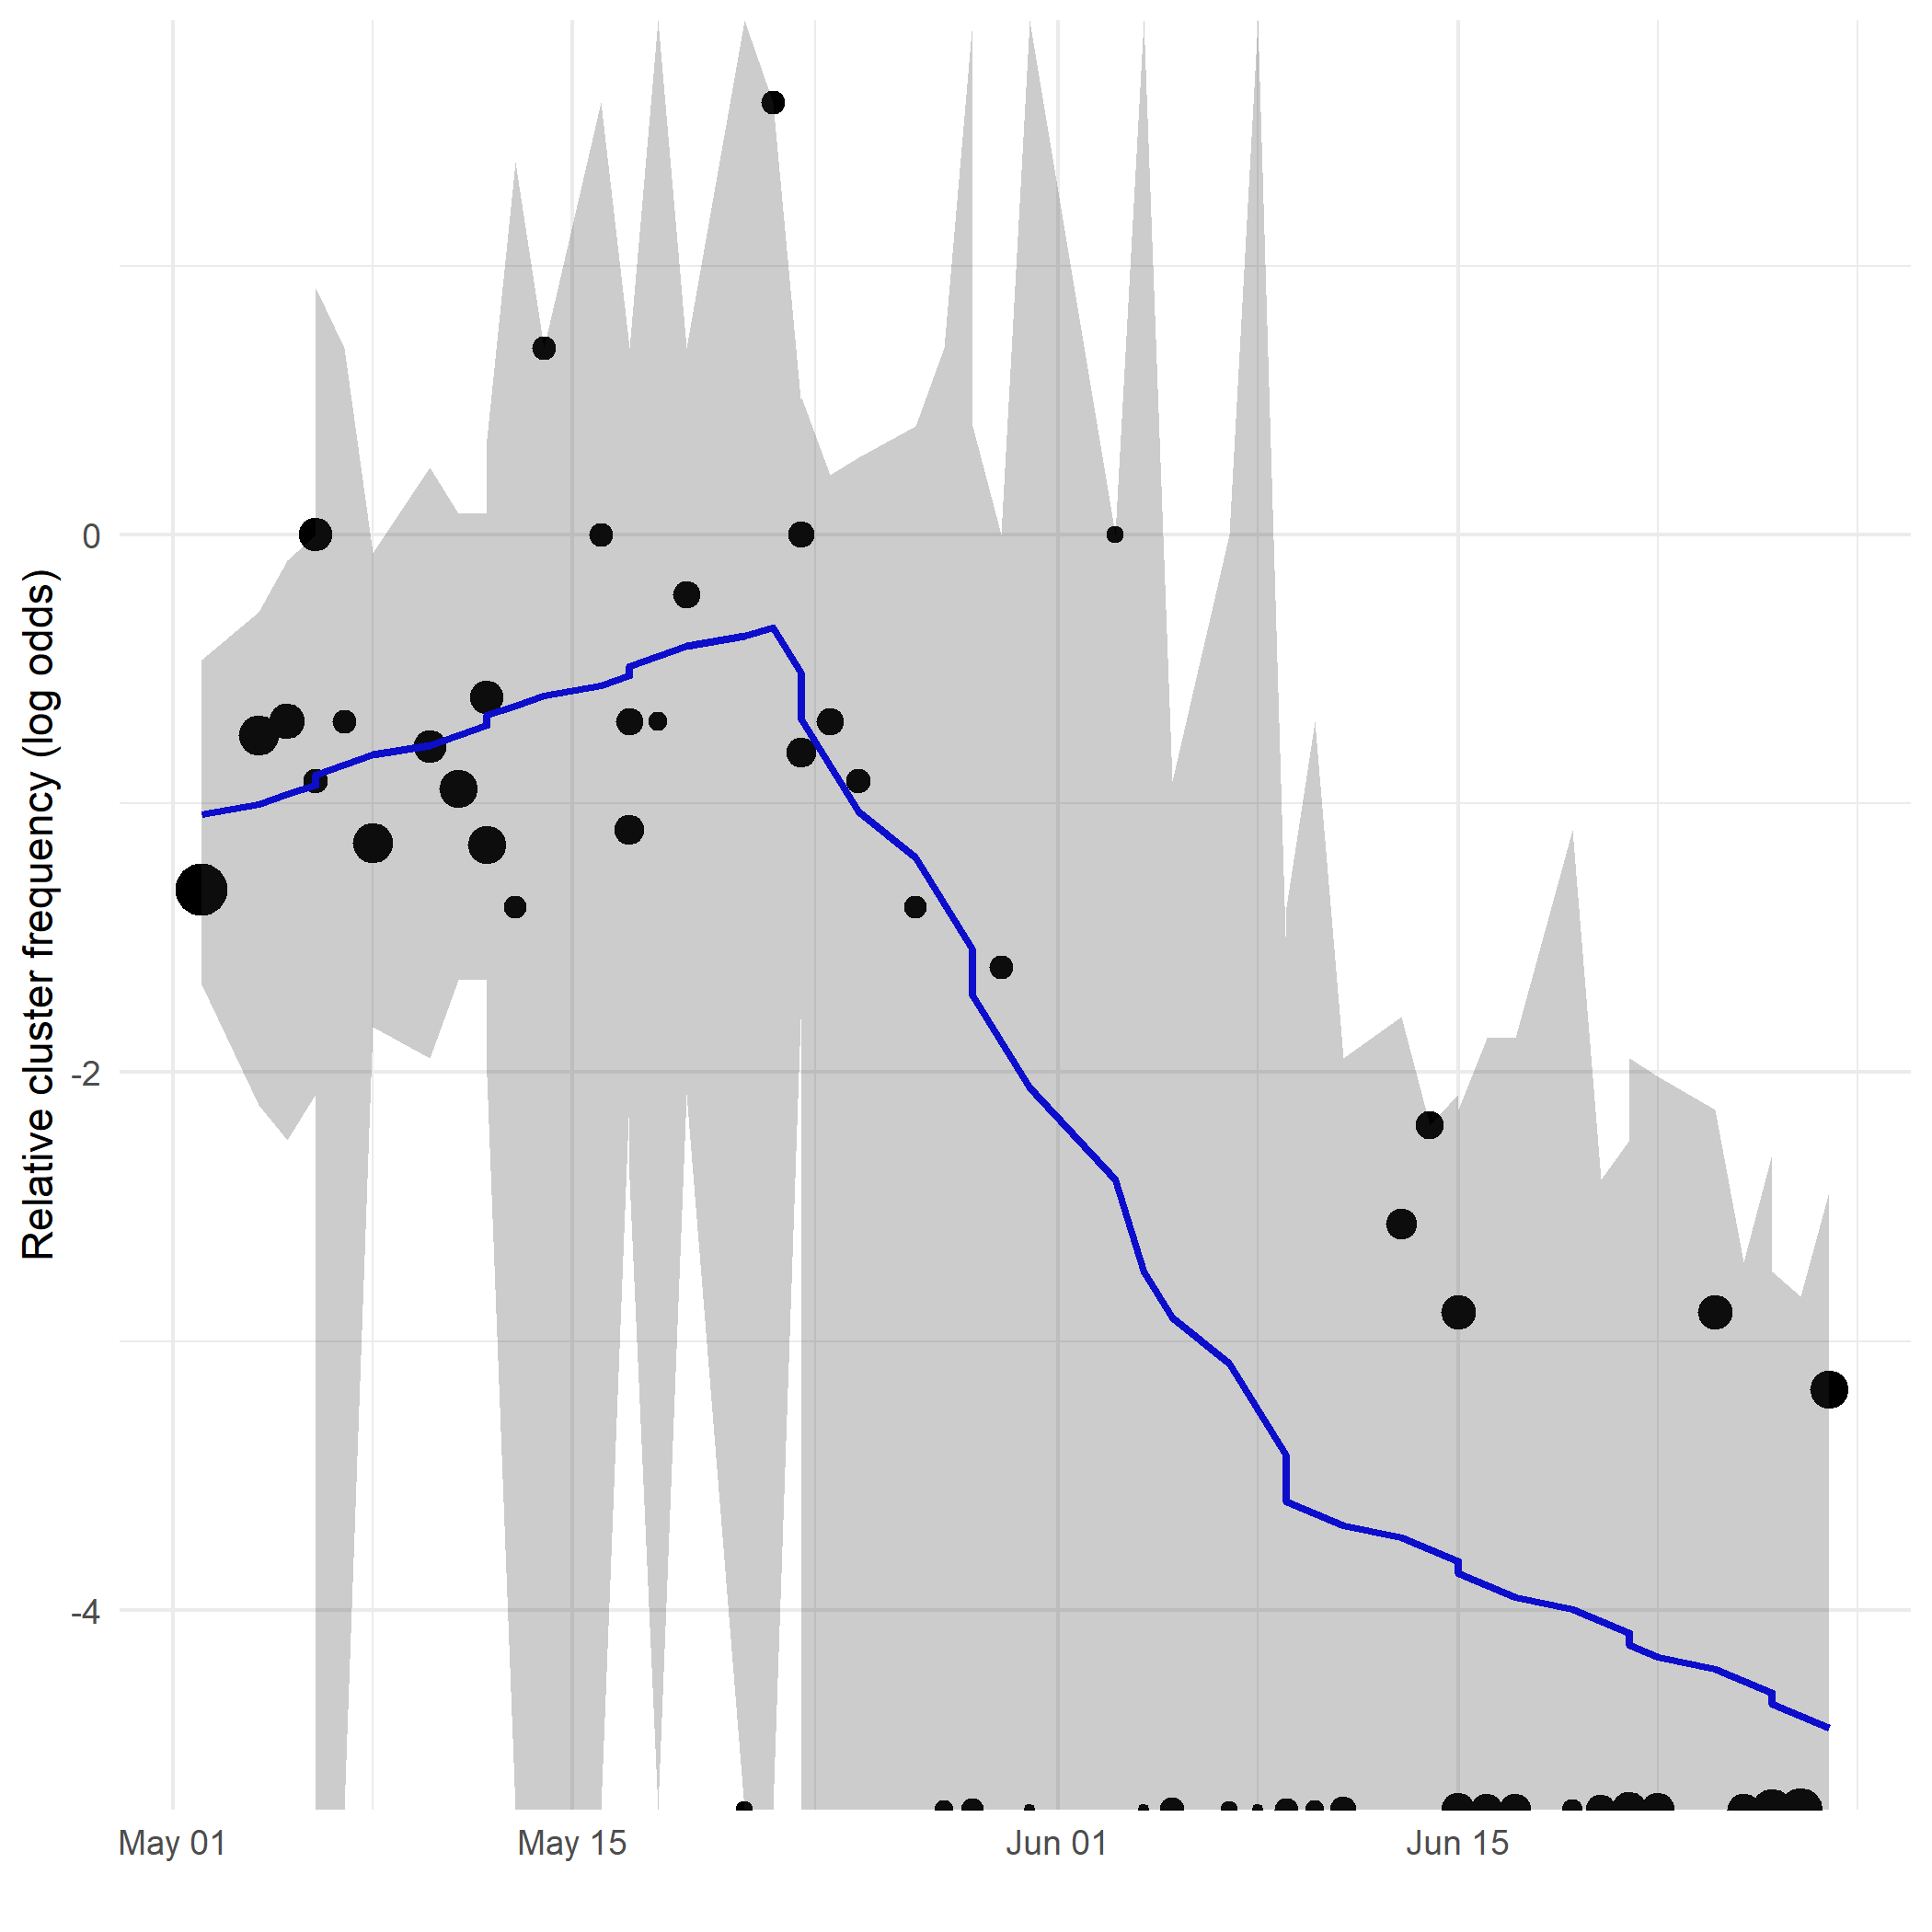 Relative cluster frequency (log odds)
0
-2
-4
May 01
May 15
Jun 01
Jun 15